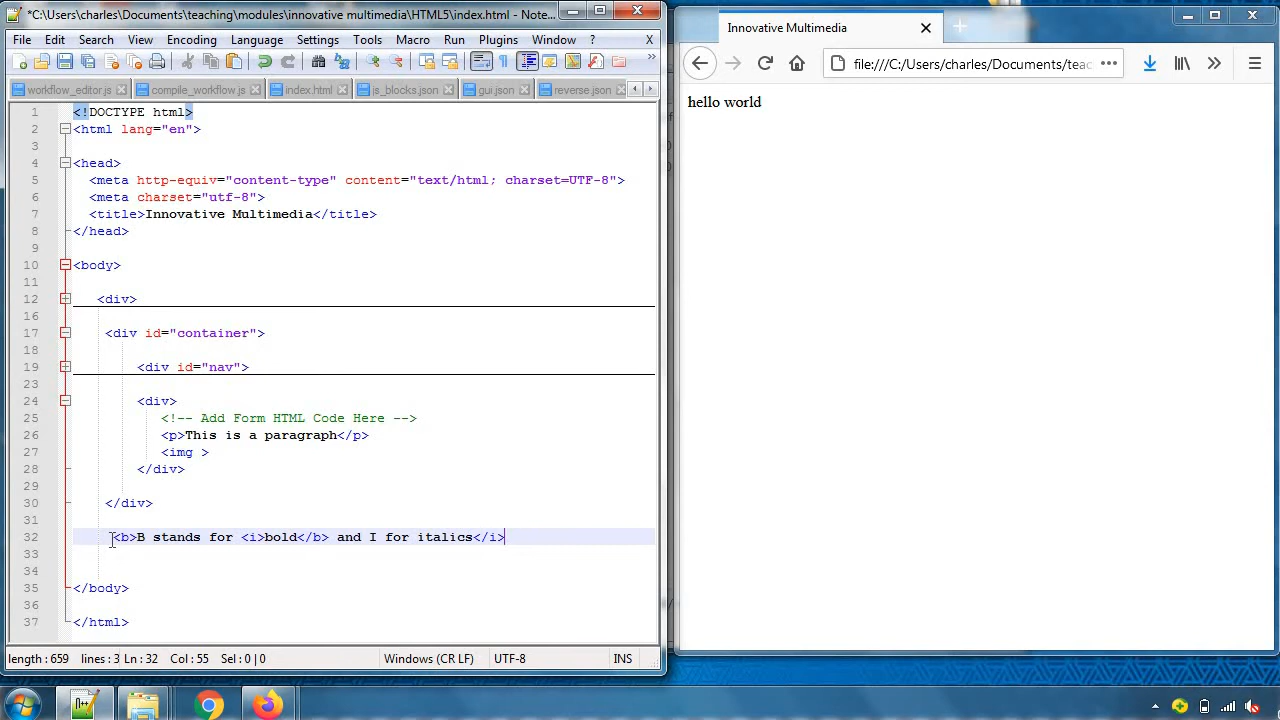 *C:\Users\charles\Documents\teaching\modules\innovative multimedia\HTML5\index.html - Note...
File Edit Search View Encoding Language Settings Tools Macro Run Plugins Window ? X
workflow_editor.js compile_workflow.js index.html js_blocks.json gui.json reverse.json
1 <!DOCTYPE html>
2 <html lang="en">
3
4 <head>
5 <meta http-equiv="content-type" content="text/html; charset=UTF-8">
6 <meta charset="utf-8">
7 <title>Innovative Multimedia</title>
8 </head>
9
10 <body>
11
12 <div>
16
17 <div id="container">
18
19 <div id="nav">
23
24 <div>
25 <!-- Add Form HTML Code Here -->
26 <p>This is a paragraph</p>
27 <img >
28 </div>
29
30 </div>
31
32 <b>B stands for <i>bold</b> and I for italics</i>
33
34
35 </body>
36
37 </html>
length : 659 lines : 3 Ln : 32 Col : 55 Sel : 0 | 0 Windows (CR LF) UTF-8 INS
Innovative Multimedia
file:///C:/Users/charles/Documents/teac
hello world